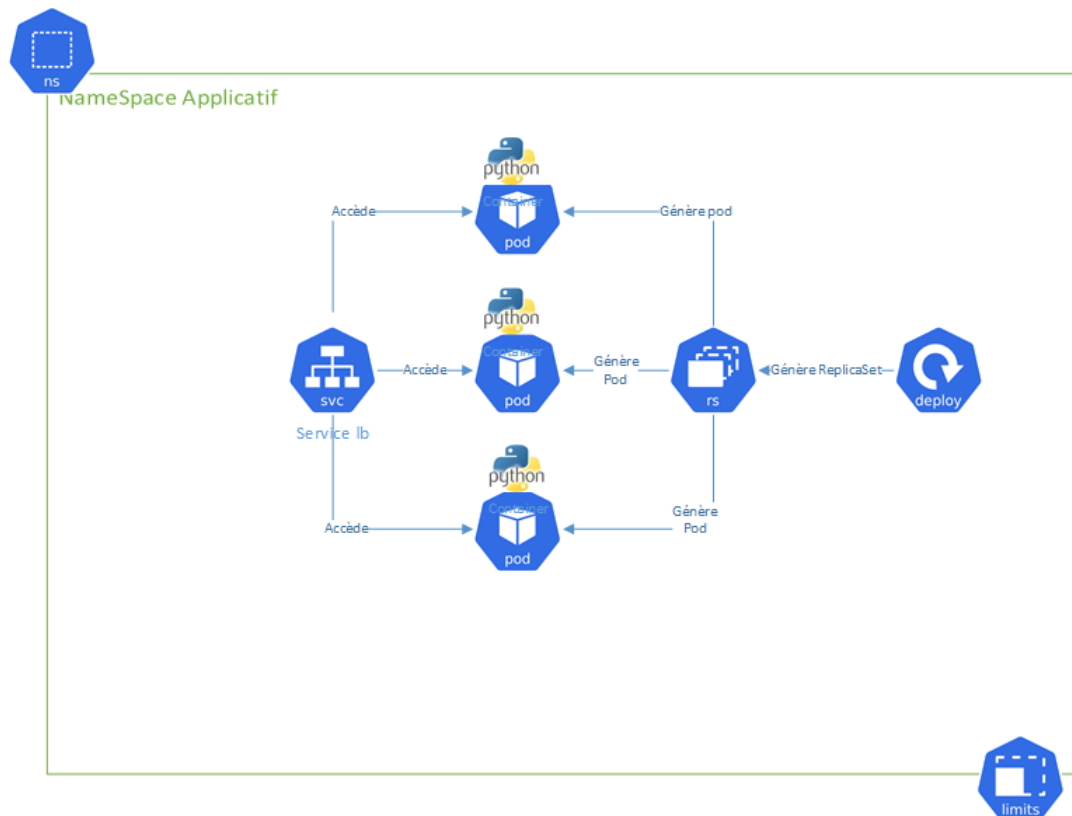 ns
NameSpace Applicatif
python
Container
pod
Accède
Génère pod
python
Container
pod
Accède
Génère
Pod
svc
Service lb
rs
Génère ReplicaSet
deploy
python
Container
pod
Accède
Génère
Pod
limits